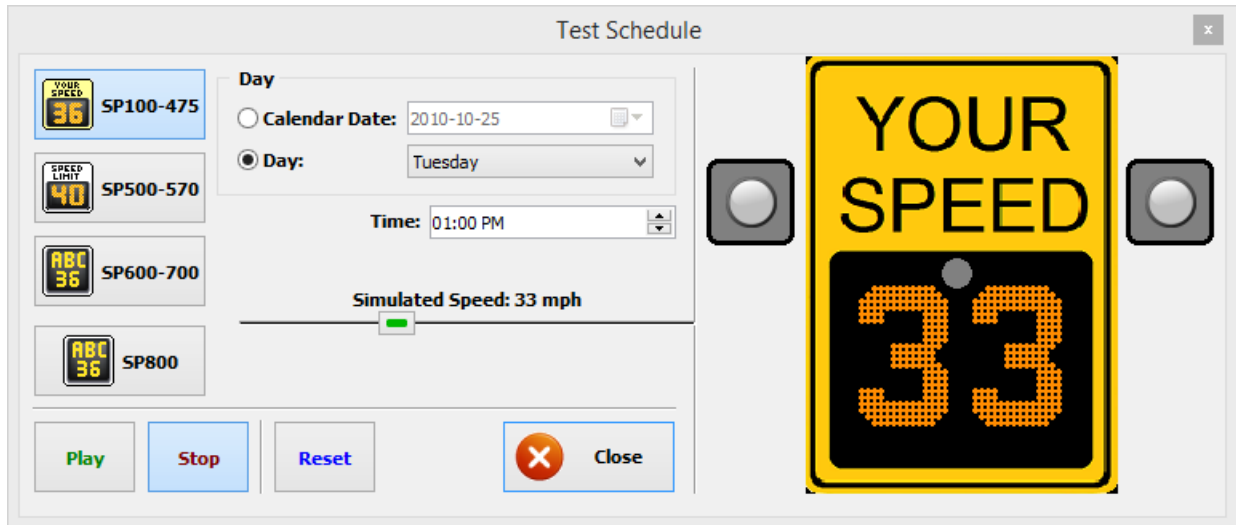 Test Schedule
x
YOUR
SPEED
36
SP100-475
SPEED
LIMIT
40
SP500-570
ABC
36
SP600-700
ABC
36
SP800
Day
Calendar Date: 2010-10-25
Day: Tuesday
Time: 01:00 PM
Simulated Speed: 33 mph
Play
Stop
Reset
Close
YOUR
SPEED
33